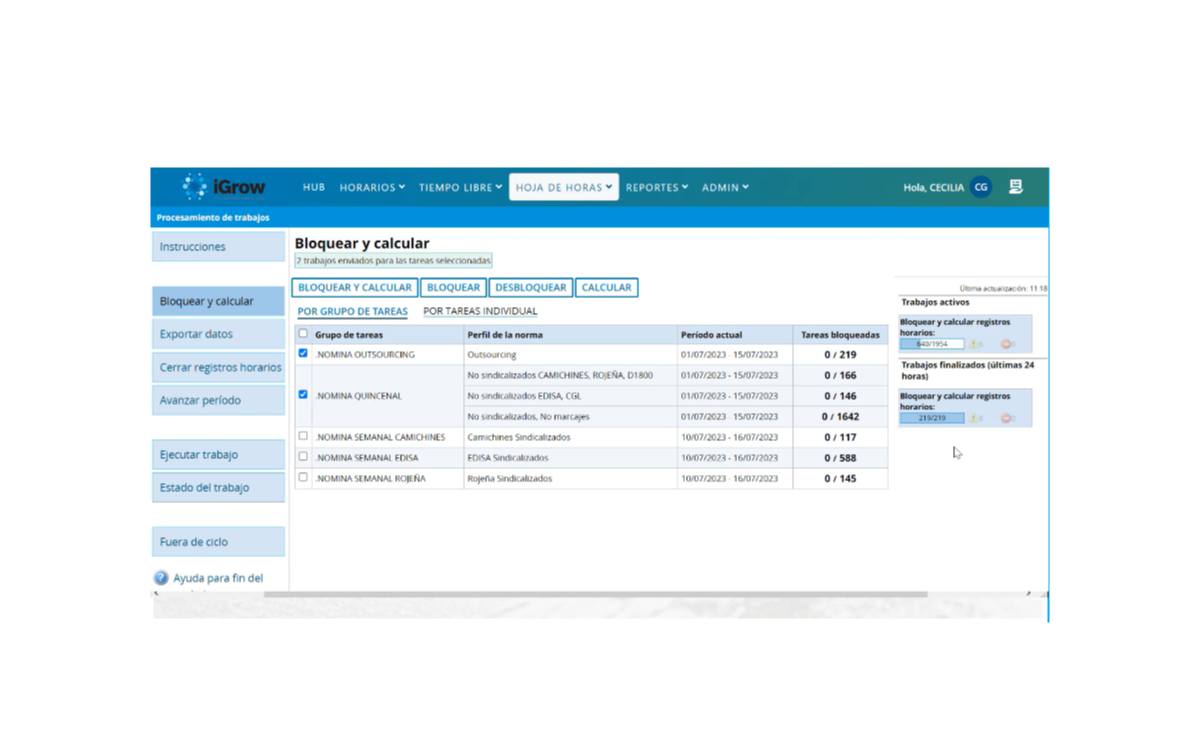 iGrow
HUB HORARIOS TIEMPO LIBRE HOJA DE HORAS REPORTES ADMIN
Hola, CECILIA CG
Procesamiento de trabajos
Instrucciones
Bloquear y calcular
Exportar datos
Cerrar registros horarios
Avanzar período
Ejecutar trabajo
Estado del trabajo
Fuera de ciclo
Ayuda para fin del
Bloquear y calcular
2 trabajos enviados para las tareas seleccionadas
BLOQUEAR Y CALCULAR BLOQUEAR DESBLOQUEAR CALCULAR
POR GRUPO DE TAREAS POR TAREAS INDIVIDUAL
Grupo de tareas Perfil de la norma Período actual Tareas bloqueadas
.NOMINA OUTSOURCING Outsourcing 01/07/2023 - 15/07/2023 0 / 219
No sindicalizados CAMICHINES, ROJEÑA, D1800 01/07/2023 - 15/07/2023 0 / 166
.NOMINA QUINCENAL No sindicalizados EDISA, CGL 01/07/2023 - 15/07/2023 0 / 146
No sindicalizados, No marcajes 01/07/2023 - 15/07/2023 0 / 1642
.NOMINA SEMANAL CAMICHINES Camichines Sindicalizados 10/07/2023 - 16/07/2023 0 / 117
.NOMINA SEMANAL EDISA EDISA Sindicalizados 10/07/2023 - 16/07/2023 0 / 588
.NOMINA SEMANAL ROJEÑA Rojeña Sindicalizados 10/07/2023 - 16/07/2023 0 / 145
Última actualización: 11:18
Trabajos activos
Bloquear y calcular registros
horarios:
640/1954
Trabajos finalizados (últimas 24
horas)
Bloquear y calcular registros
horarios:
219/219